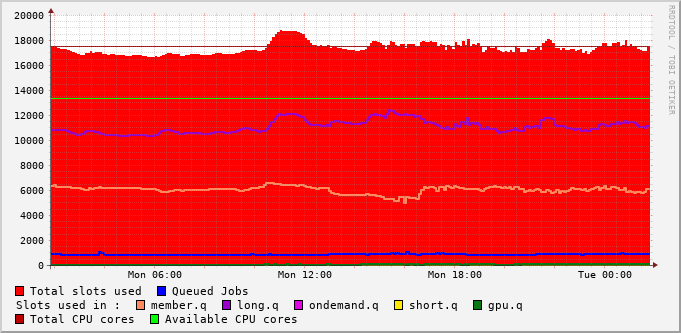 20000
18000
16000
14000
12000
10000
8000
6000
4000
2000
0
Mon 06:00 Mon 12:00 Mon 18:00 Tue 00:00
RRDTOOL / TOBI OETIKER
Total slots used Queued Jobs
Slots used in : member.q long.q ondemand.q short.q gpu.q
Total CPU cores Available CPU cores